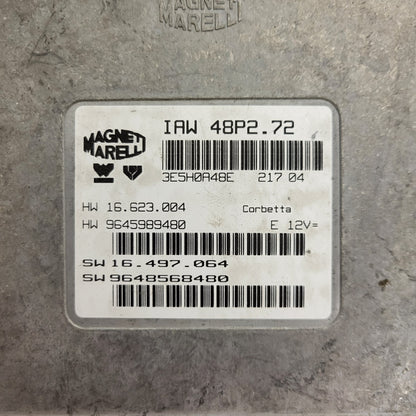 MAGNETI
MARELLI
IAW 48P2.72
MAGNETI
MARELLI
3E5H0A48E 217 04
HW 16.623.004 Corbetta
HW 9645989480 E 12V=
SW 16.497.064
SW 9648568480